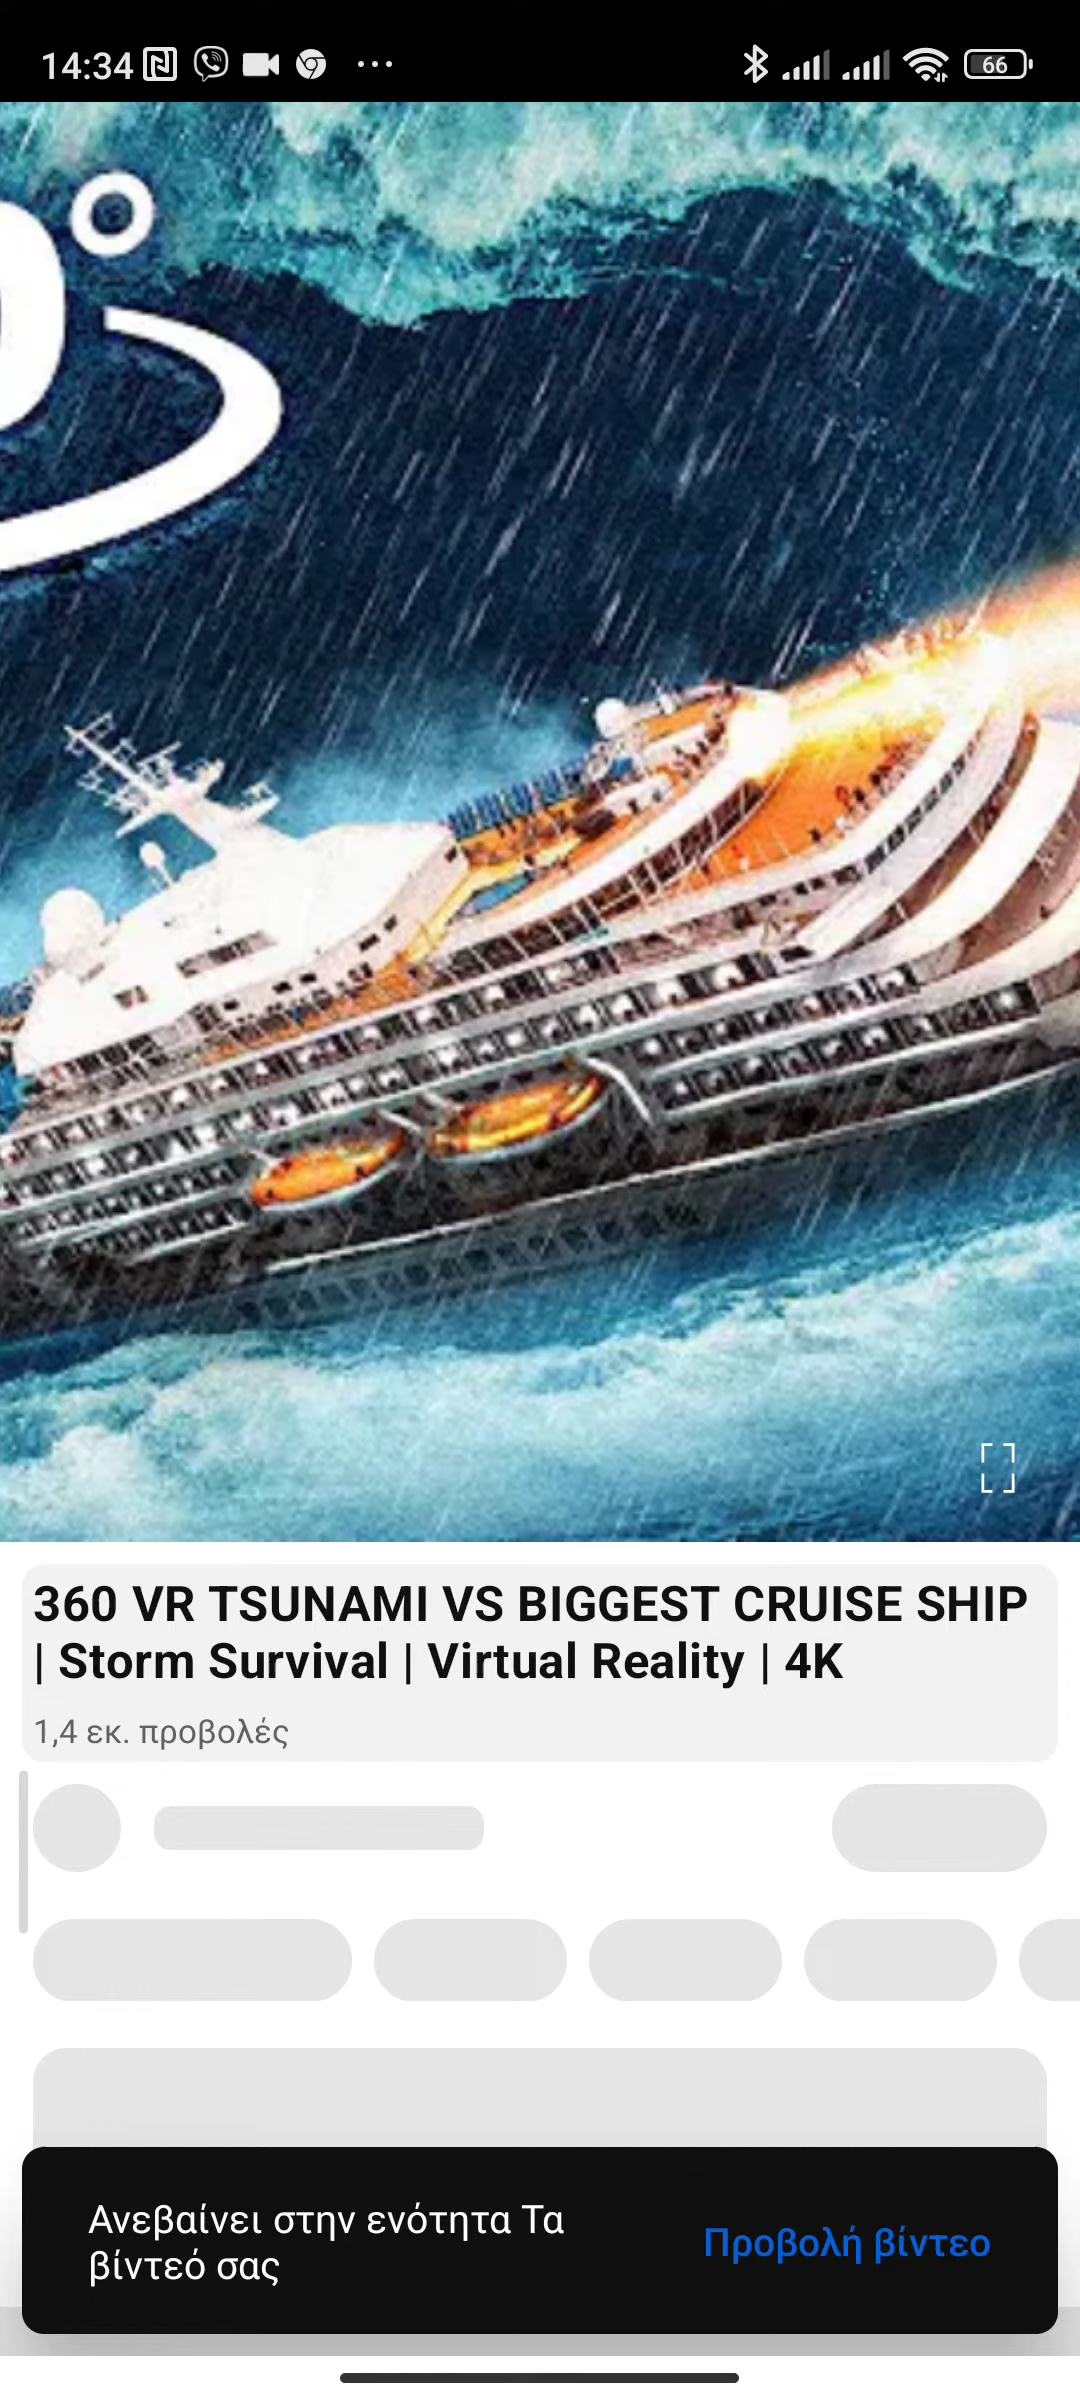 14:34
66
360 VR TSUNAMI VS BIGGEST CRUISE SHIP
| Storm Survival | Virtual Reality | 4K
1,4 εκ. προβολές
Ανεβαίνει στην ενότητα Τα
βίντεό σας
Προβολή βίντεο